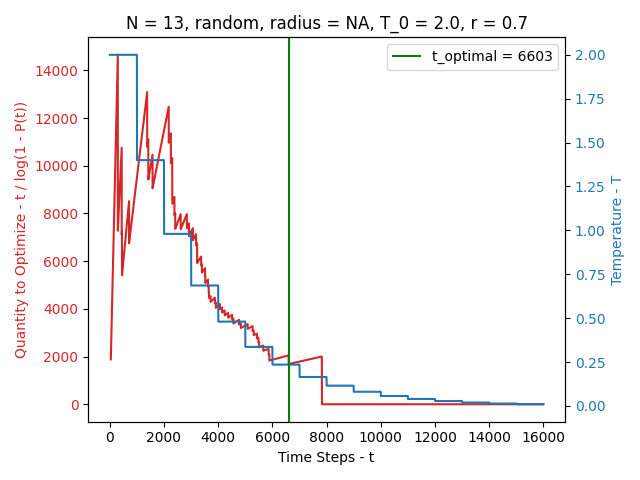 N = 13, random, radius = NA, T_0 = 2.0, r = 0.7
t_optimal = 6603
Quantity to Optimize - t / log(1 - P(t))
14000
12000
10000
8000
6000
4000
2000
0
2.00
1.75
1.50
1.25
1.00
0.75
0.50
0.25
0.00
Temperature - T
0 2000 4000 6000 8000 10000 12000 14000 16000
Time Steps - t